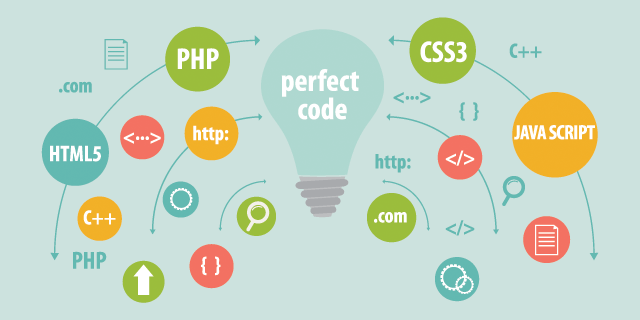 PHP
CSS3
C++
.com
perfect
code
<···>
{ }
HTML5
<···>
http:
JAVA SCRIPT
http:
</>
C++
.com
</>
PHP
{ }